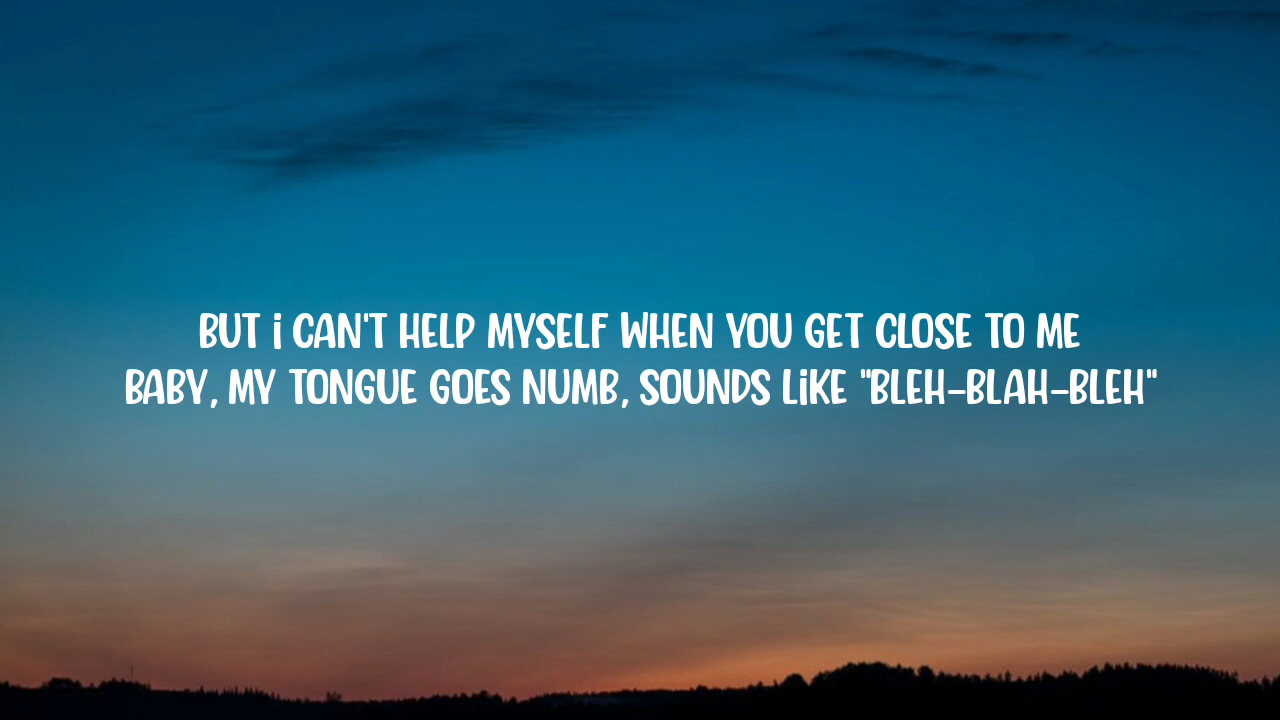 BUT i CAN'T HELP MYSELF WHEN YOU GET CLOSE TO ME
BABY, MY TONGUE GOES NUMB, SOUNDS LiKE "BLEH-BLAH-BLEH"